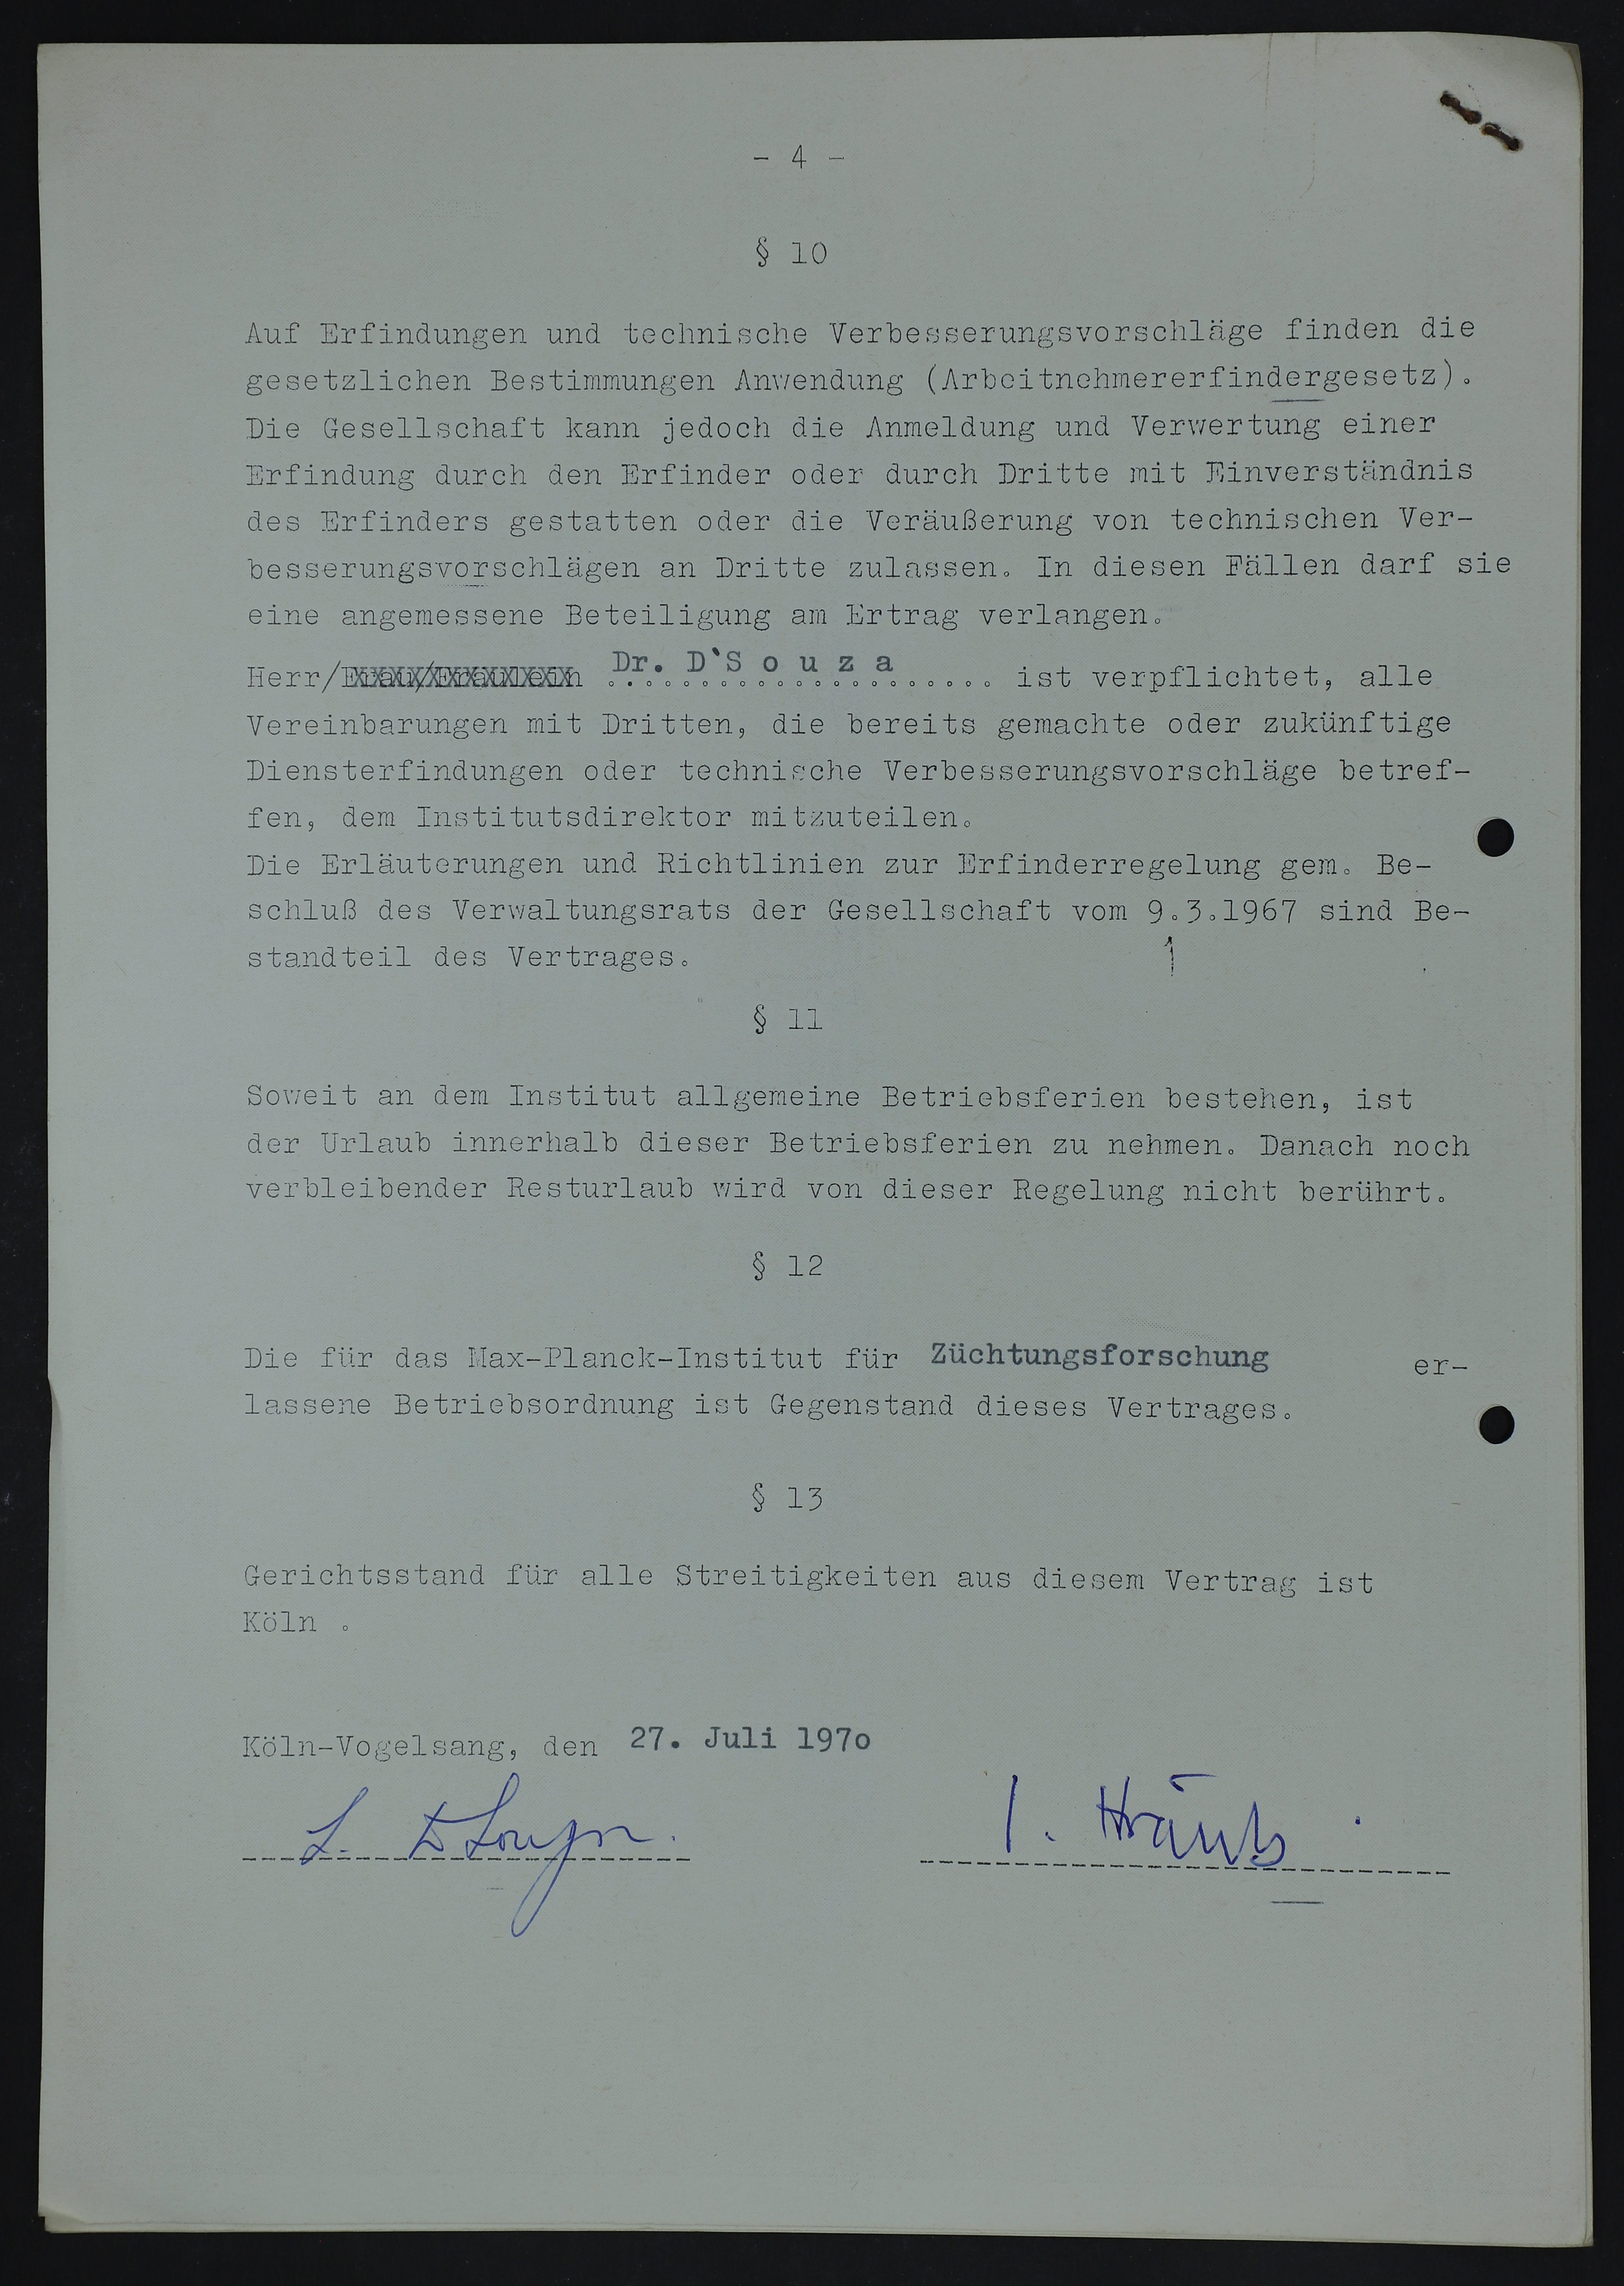 - 4 -
§ 10
Auf Erfindungen und technische Verbesserungsvorschläge finden die
gesetzlichen Bestimmungen Anwendung (Arbeitnehmererfindergesetz).
Die Gesellschaft kann jedoch die Anmeldung und Verwertung einer
Erfindung durch den Erfinder oder durch Dritte mit Einverständnis
des Erfinders gestatten oder die Veräußerung von technischen Ver-
besserungsvorschlägen an Dritte zulassen. In diesen Fällen darf sie
eine angemessene Beteiligung am Ertrag verlangen.
Herr/Frau/Fräulein Dr. D'S o u z a ..................... ist verpflichtet, alle
Vereinbarungen mit Dritten, die bereits gemachte oder zukünftige
Diensterfindungen oder technische Verbesserungsvorschläge betref-
fen, dem Institutsdirektor mitzuteilen.
Die Erläuterungen und Richtlinien zur Erfinderregelung gem. Be-
schluß des Verwaltungsrats der Gesellschaft vom 9.3.1967 sind Be-
standteil des Vertrages.
§ 11
Soweit an dem Institut allgemeine Betriebsferien bestehen, ist
der Urlaub innerhalb dieser Betriebsferien zu nehmen. Danach noch
verbleibender Resturlaub wird von dieser Regelung nicht berührt.
§ 12
Die für das Max-Planck-Institut für Züchtungsforschung er-
lassene Betriebsordnung ist Gegenstand dieses Vertrages.
§ 13
Gerichtsstand für alle Streitigkeiten aus diesem Vertrag ist
Köln .
Köln-Vogelsang, den 27. Juli 197o
L. D'Souza